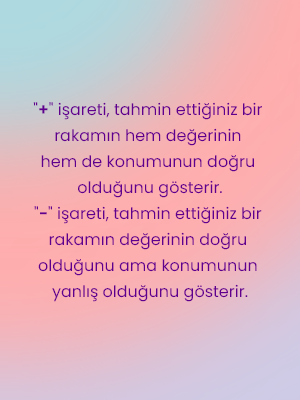 "+" işareti, tahmin ettiğiniz bir
rakamın hem değerinin
hem de konumunun doğru
olduğunu gösterir.
"-" işareti, tahmin ettiğiniz bir
rakamın değerinin doğru
olduğunu ama konumunun
yanlış olduğunu gösterir.